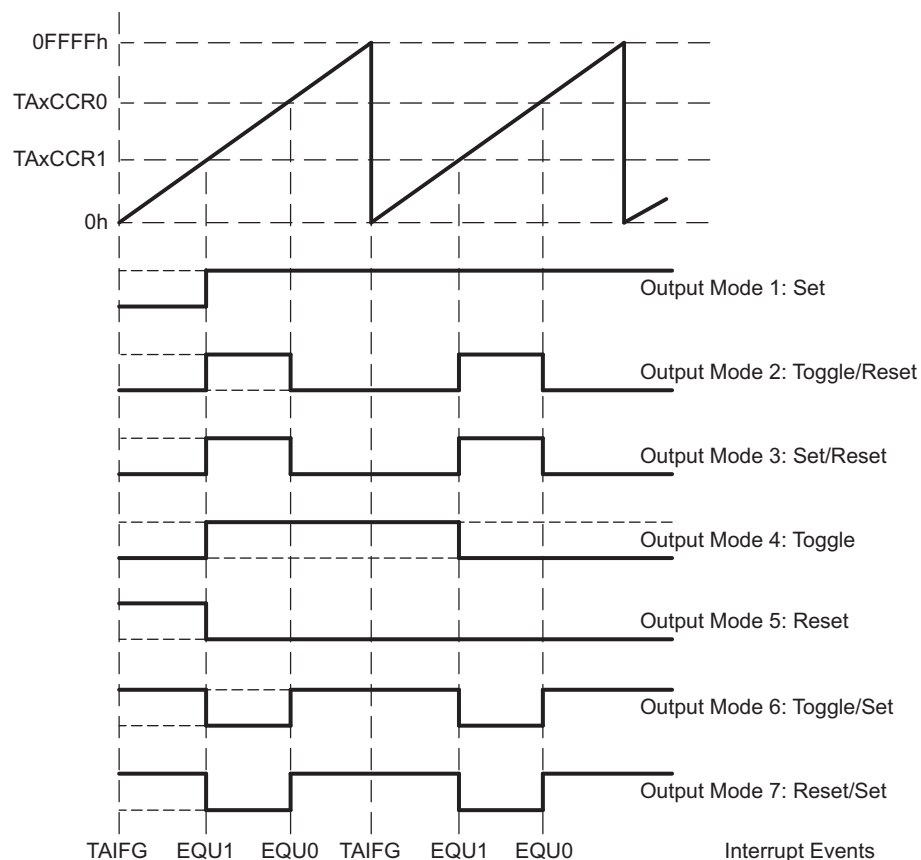 0FFFFh
TAxCCR0
TAxCCR1
0h
Output Mode 1: Set
Output Mode 2: Toggle/Reset
Output Mode 3: Set/Reset
Output Mode 4: Toggle
Output Mode 5: Reset
Output Mode 6: Toggle/Set
Output Mode 7: Reset/Set
TAIFG EQU1 EQU0 TAIFG EQU1 EQU0 Interrupt Events